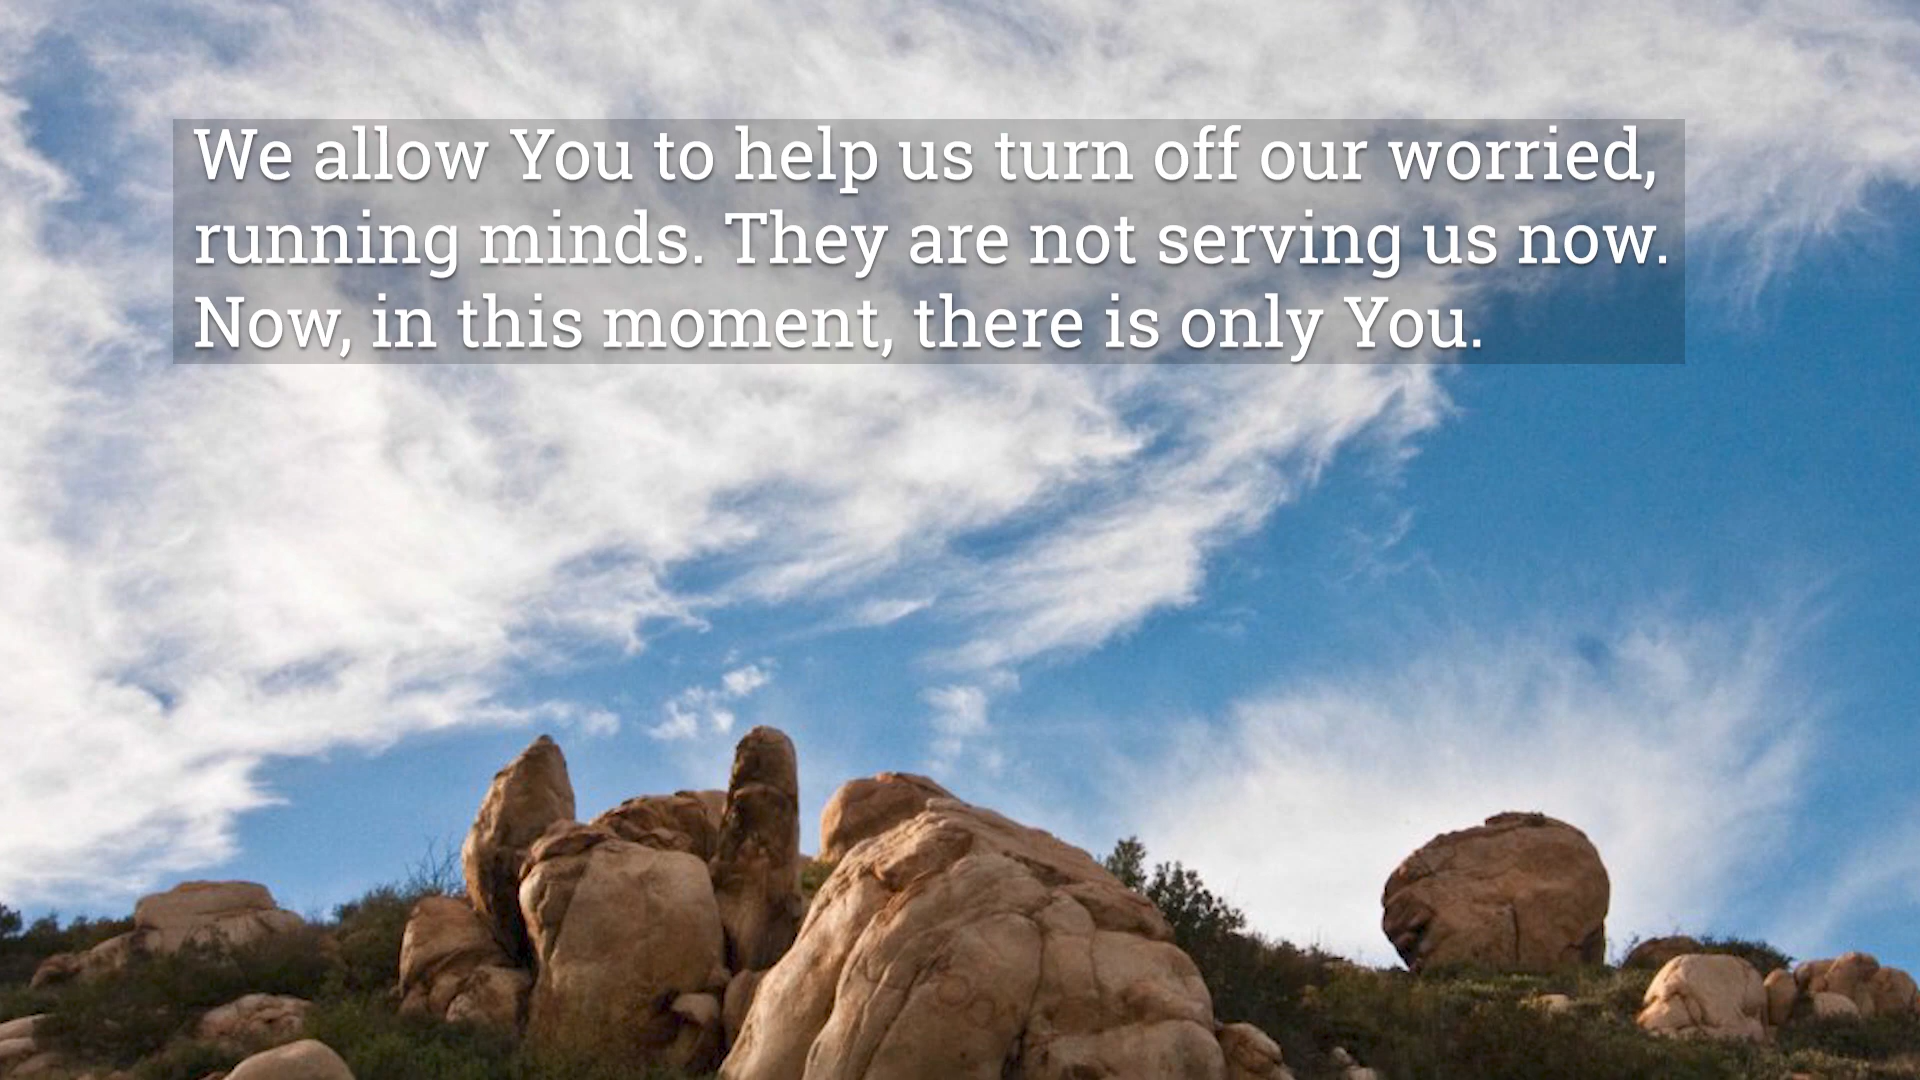 We allow You to help us turn off our worried,
running minds. They are not serving us now.
Now, in this moment, there is only You.